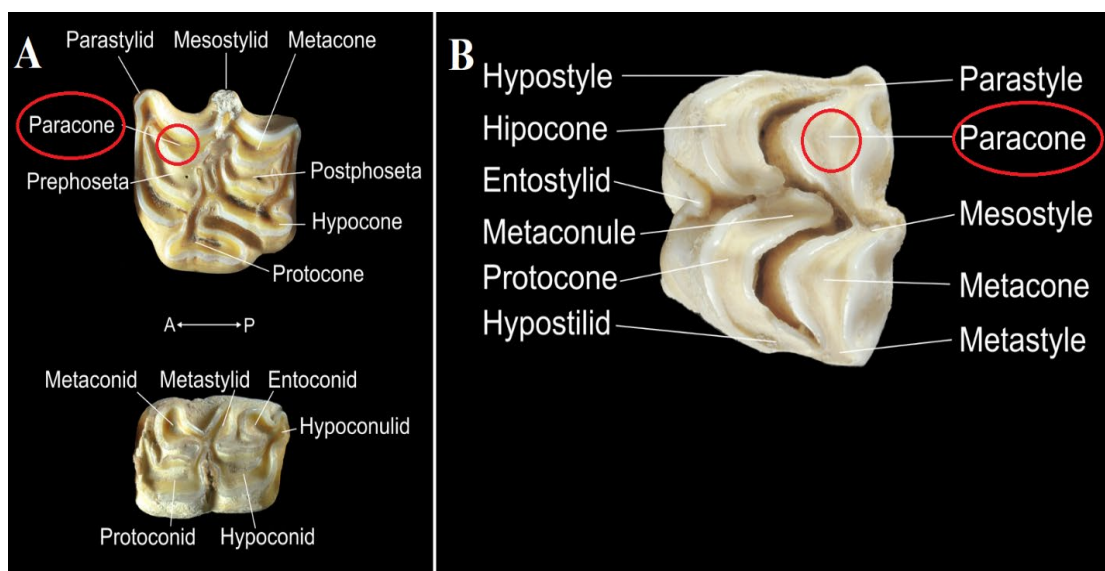 A
Parastylid Mesostylid Metacone
Paracone
Prephoseta
Postphoseta
Hypocone
Protocone
A P
Metaconid Metastylid Entoconid
Hypoconulid
Protoconid Hypoconid
B
Hypostyle
Hipocone
Entostylid
Metaconule
Protocone
Hypostilid
Parastyle
Paracone
Mesostyle
Metacone
Metastyle